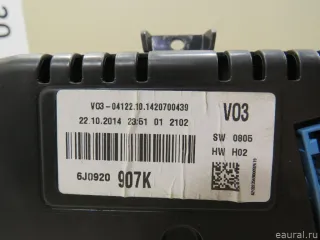 V03-04122.10.1420700439
22.10.2014 23:51 01 2102
V03
SW 0805
HW H02
6J0920 907K
© eaural.ru